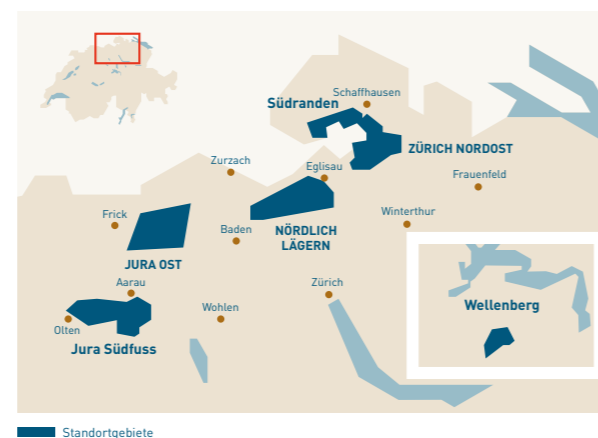 Schaffhausen
Südranden
ZÜRICH NORDOST
Zurzach
Eglisau
Frauenfeld
Frick
Winterthur
Baden
NÖRDLICH
LÄGERN
JURA OST
Aarau
Zürich
Wohlen
Wellenberg
Olten
Jura Südfuss
Standortgebiete